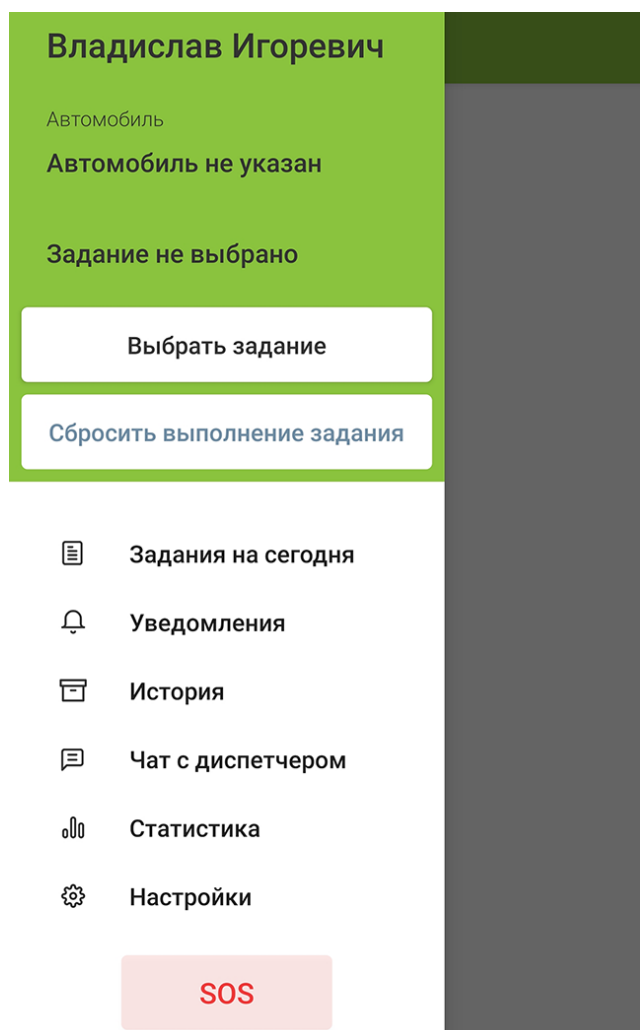 Владислав Игоревич
Автомобиль
Автомобиль не указан
Задание не выбрано
Выбрать задание
Сбросить выполнение задания
Задания на сегодня
Уведомления
История
Чат с диспетчером
Статистика
Настройки
SOS